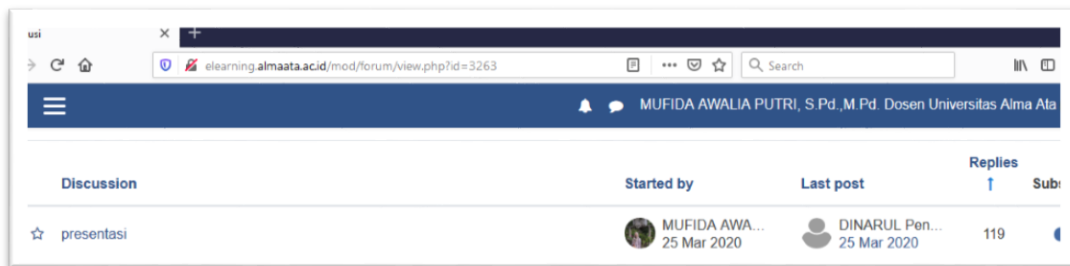 usi
elearning.almaata.ac.id/mod/forum/view.php?id=3263
Search
MUFIDA AWALIA PUTRI, S.Pd.,M.Pd. Dosen Universitas Alma Ata
Discussion Started by Last post Replies Subs
presentasi MUFIDA AWA... DINARUL Pen... 119
25 Mar 2020 25 Mar 2020